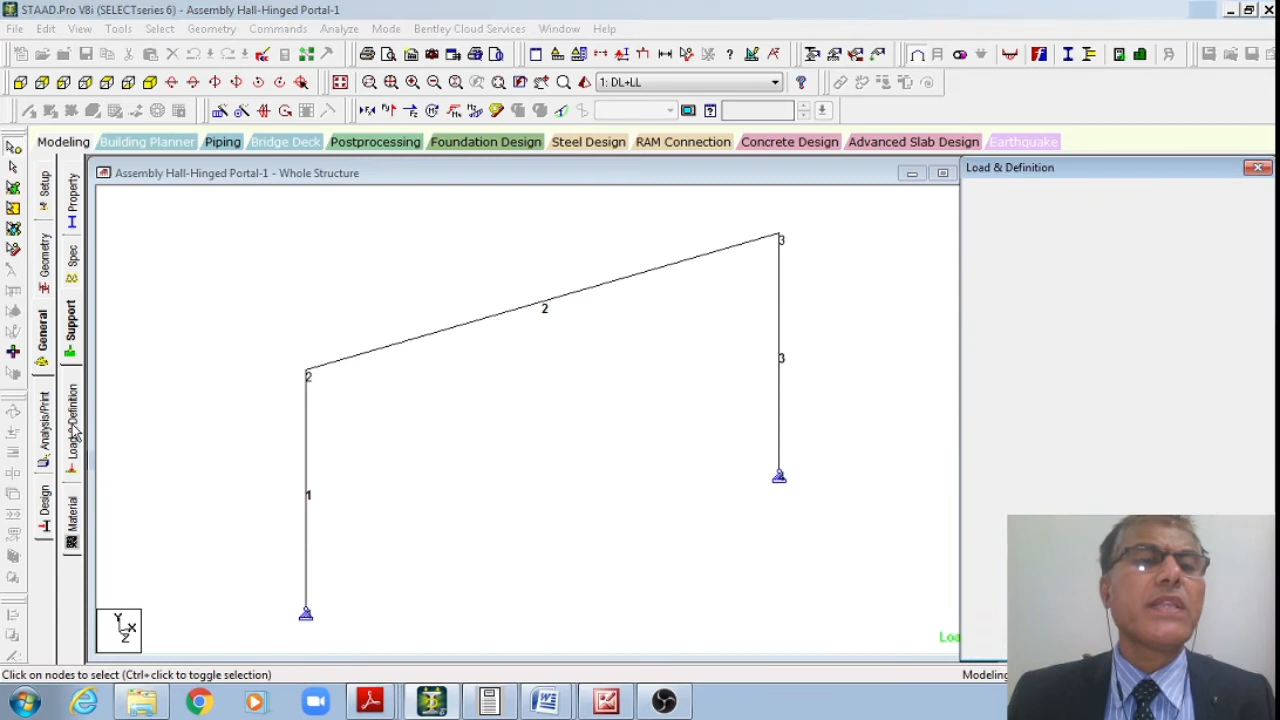 STAAD.Pro V8i (SELECTseries 6) - Assembly Hall-Hinged Portal-1
File Edit View Tools Select Geometry Commands Analyze Mode Bentley Cloud Services Window Help
1: DL+LL
Modeling Building Planner Piping Bridge Deck Postprocessing Foundation Design Steel Design RAM Connection Concrete Design Advanced Slab Design Earthquake
Assembly Hall-Hinged Portal-1 - Whole Structure
Load & Definition
Setup
Geometry
General
Analysis/Print
Design
Property
Spec
Support
Load & Definition
Material
3
2
2
3
1
Y
X
Z
Loa
Click on nodes to select (Ctrl+click to toggle selection)
Modeling